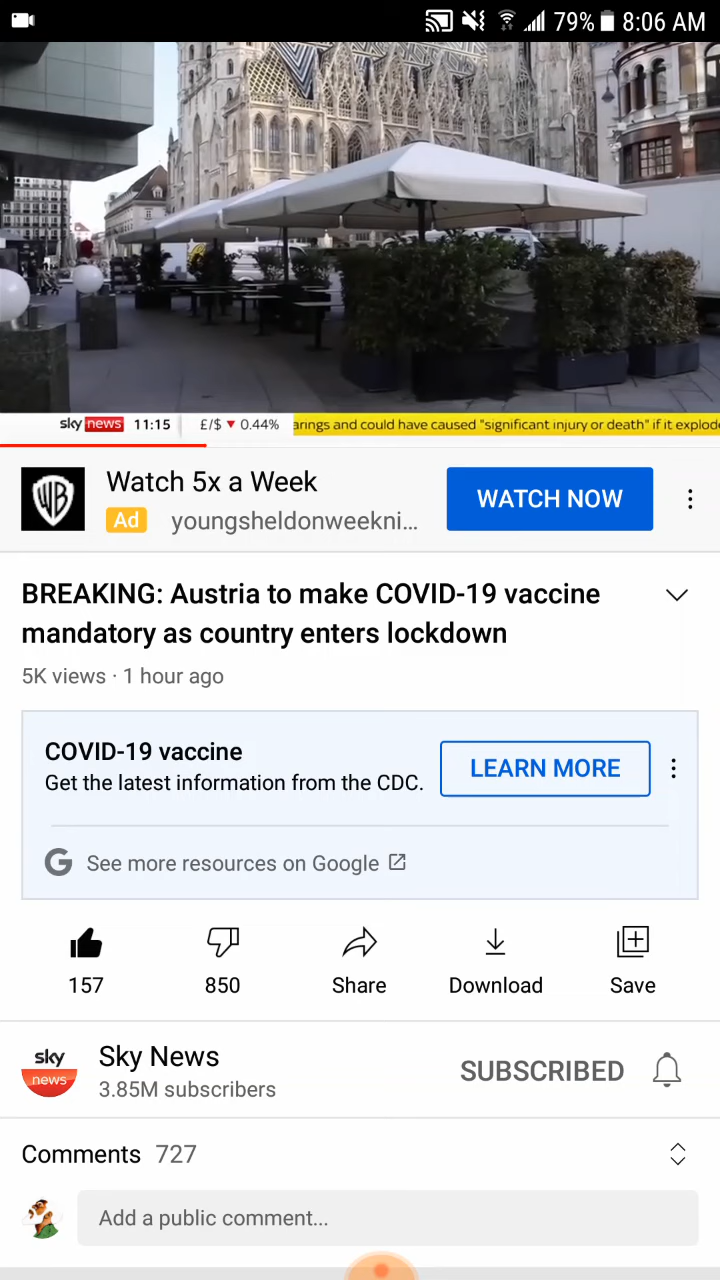 79% 8:06 AM
sky news 11:15 £/$ ▼ 0.44% arings and could have caused "significant injury or death" if it explod
Watch 5x a Week
WATCH NOW
Ad youngsheldonweekni...
BREAKING: Austria to make COVID-19 vaccine
mandatory as country enters lockdown
5K views · 1 hour ago
COVID-19 vaccine
Get the latest information from the CDC.
LEARN MORE
See more resources on Google
157 850 Share Download Save
sky news
Sky News
3.85M subscribers
SUBSCRIBED
Comments 727
Add a public comment...